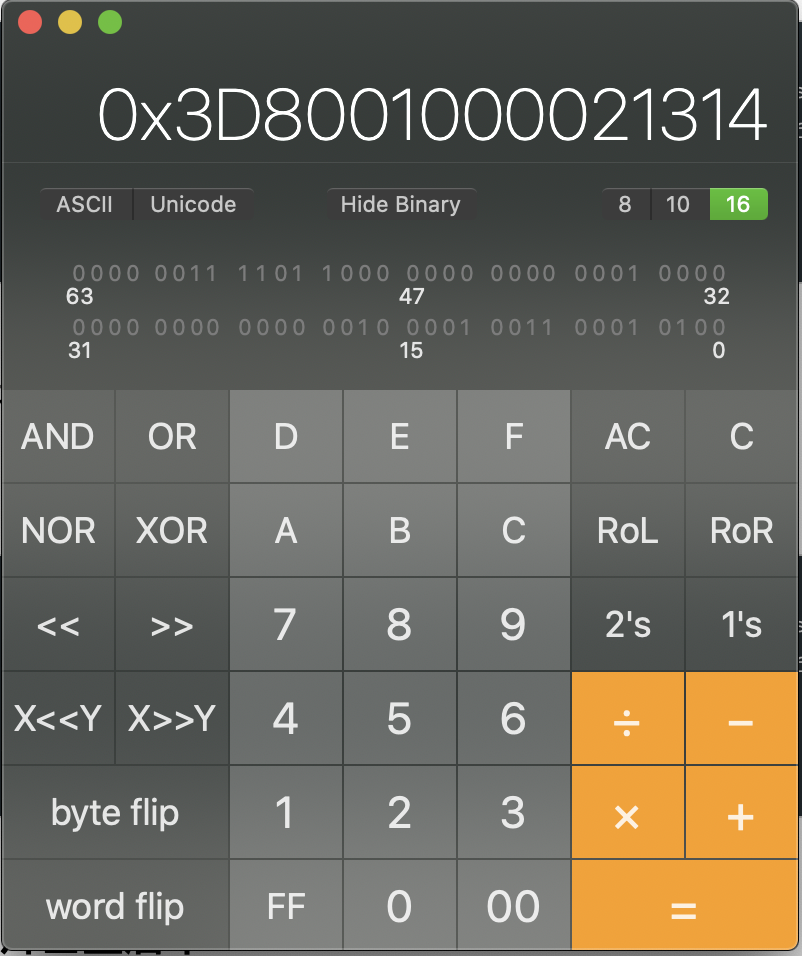 0x3D8001000021314
ASCII Unicode Hide Binary 8 10 16
0000 0011 1101 1000 0000 0000 0001 0000
63 47 32
0000 0000 0000 0010 0001 0011 0001 0100
31 15 0
AND OR D E F AC C
NOR XOR A B C RoL RoR
<< >> 7 8 9 2's 1's
X<<Y X>>Y 4 5 6 ÷ −
byte flip 1 2 3 × +
word flip FF 0 00 =